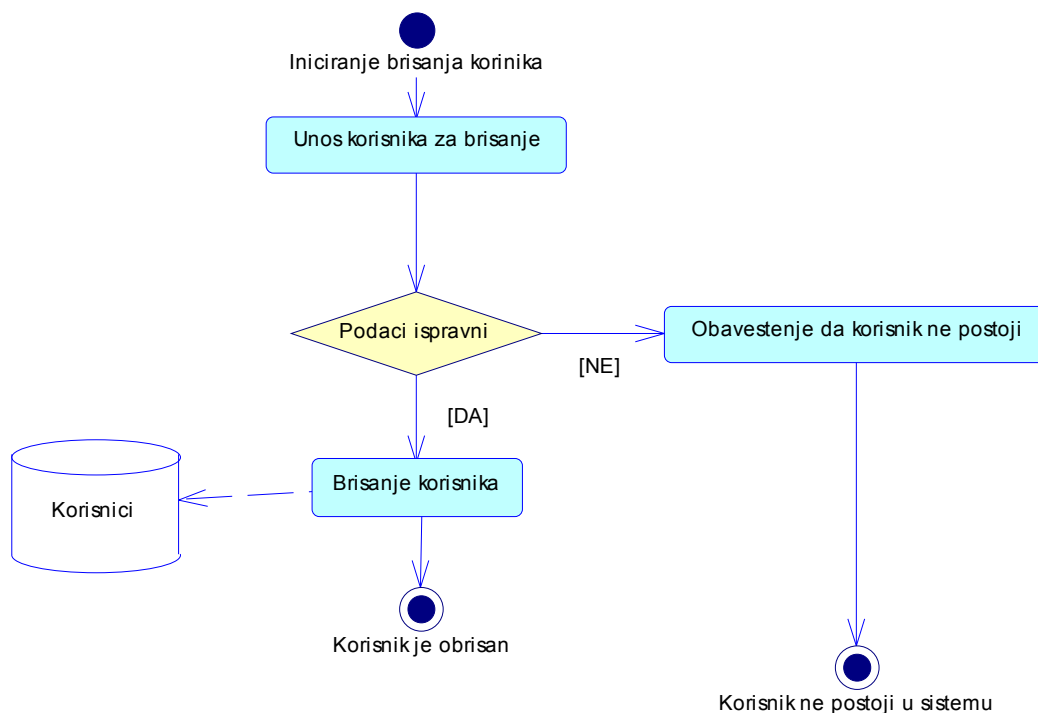 Iniciranje brisanja korinika
Unos korisnika za brisanje
Podaci ispravni
Obavestenje da korisnik ne postoji
[NE]
[DA]
Brisanje korisnika
Korisnici
Korisnik je obrisan
Korisnik ne postoji u sistemu